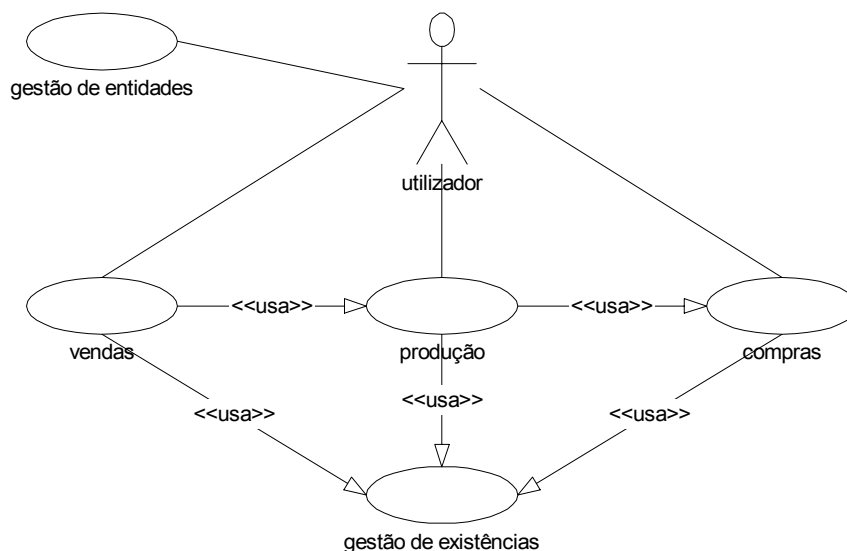 gestão de entidades
utilizador
<<usa>>
<<usa>>
vendas
produção
compras
<<usa>>
<<usa>>
<<usa>>
gestão de existências